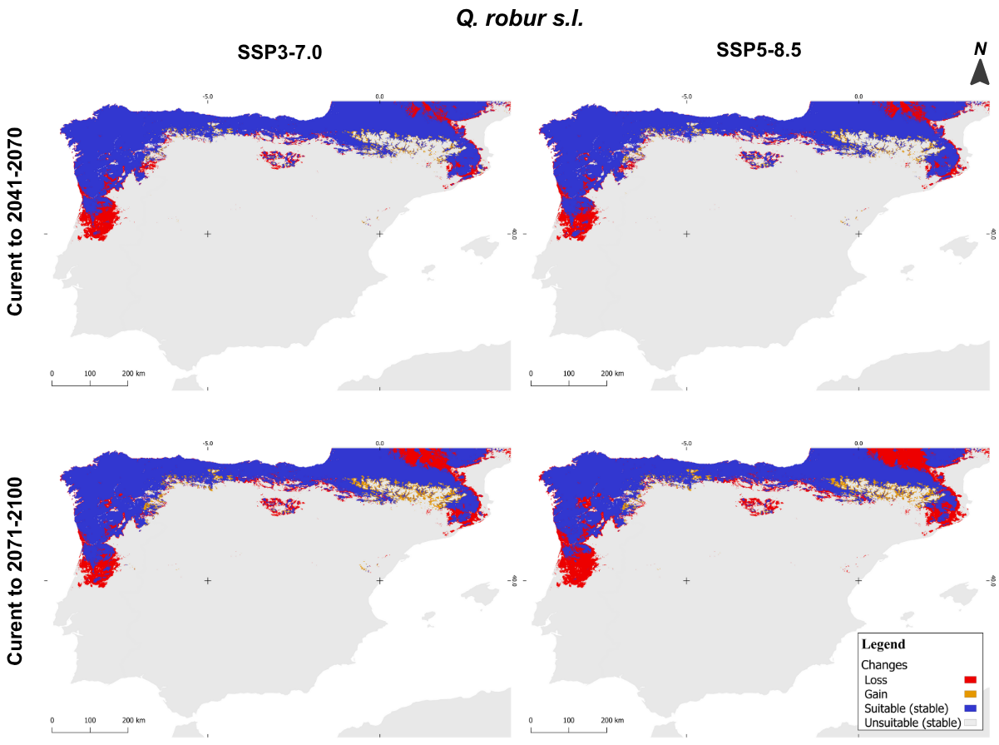 Q. robur s.l.
SSP3-7.0
SSP5-8.5
N
Curent to 2041-2070
-5.0
0.0
40.0
0 100 200 km
-5.0
0.0
40.0
0 100 200 km
Curent to 2071-2100
-5.0
0.0
40.0
0 100 200 km
-5.0
0.0
40.0
0 100 200 km
Legend
Changes
Loss
Gain
Suitable (stable)
Unsuitable (stable)